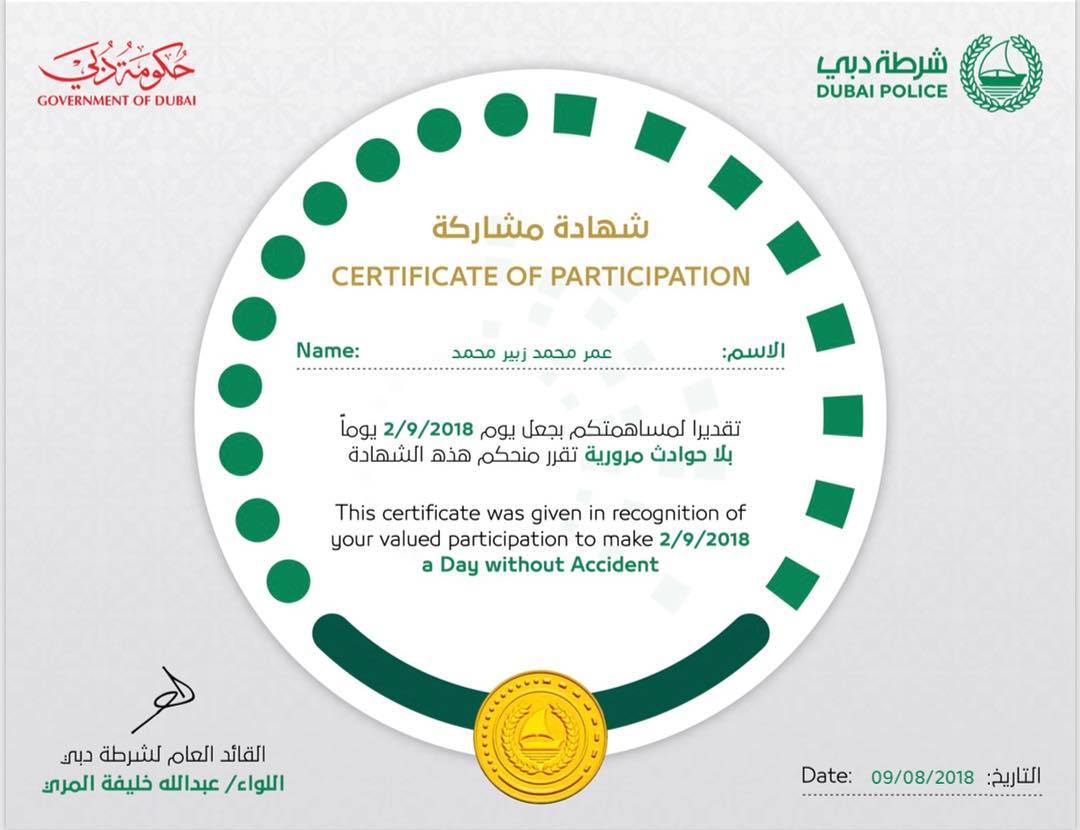 حكومة دبي
GOVERNMENT OF DUBAI
شرطة دبي
DUBAI POLICE
شهادة مشاركة
CERTIFICATE OF PARTICIPATION
Name: عمر محمد زبير محمد الاسم:
تقديرا لمساهمتكم بجعل يوم 2/9/2018 يوماً
بلا حوادث مرورية تقرر منحكم هذه الشهادة
This certificate was given in recognition of
your valued participation to make 2/9/2018
a Day without Accident
القائد العام لشرطة دبي
اللواء/ عبدالله خليفة المري
Date: 09/08/2018 التاريخ: